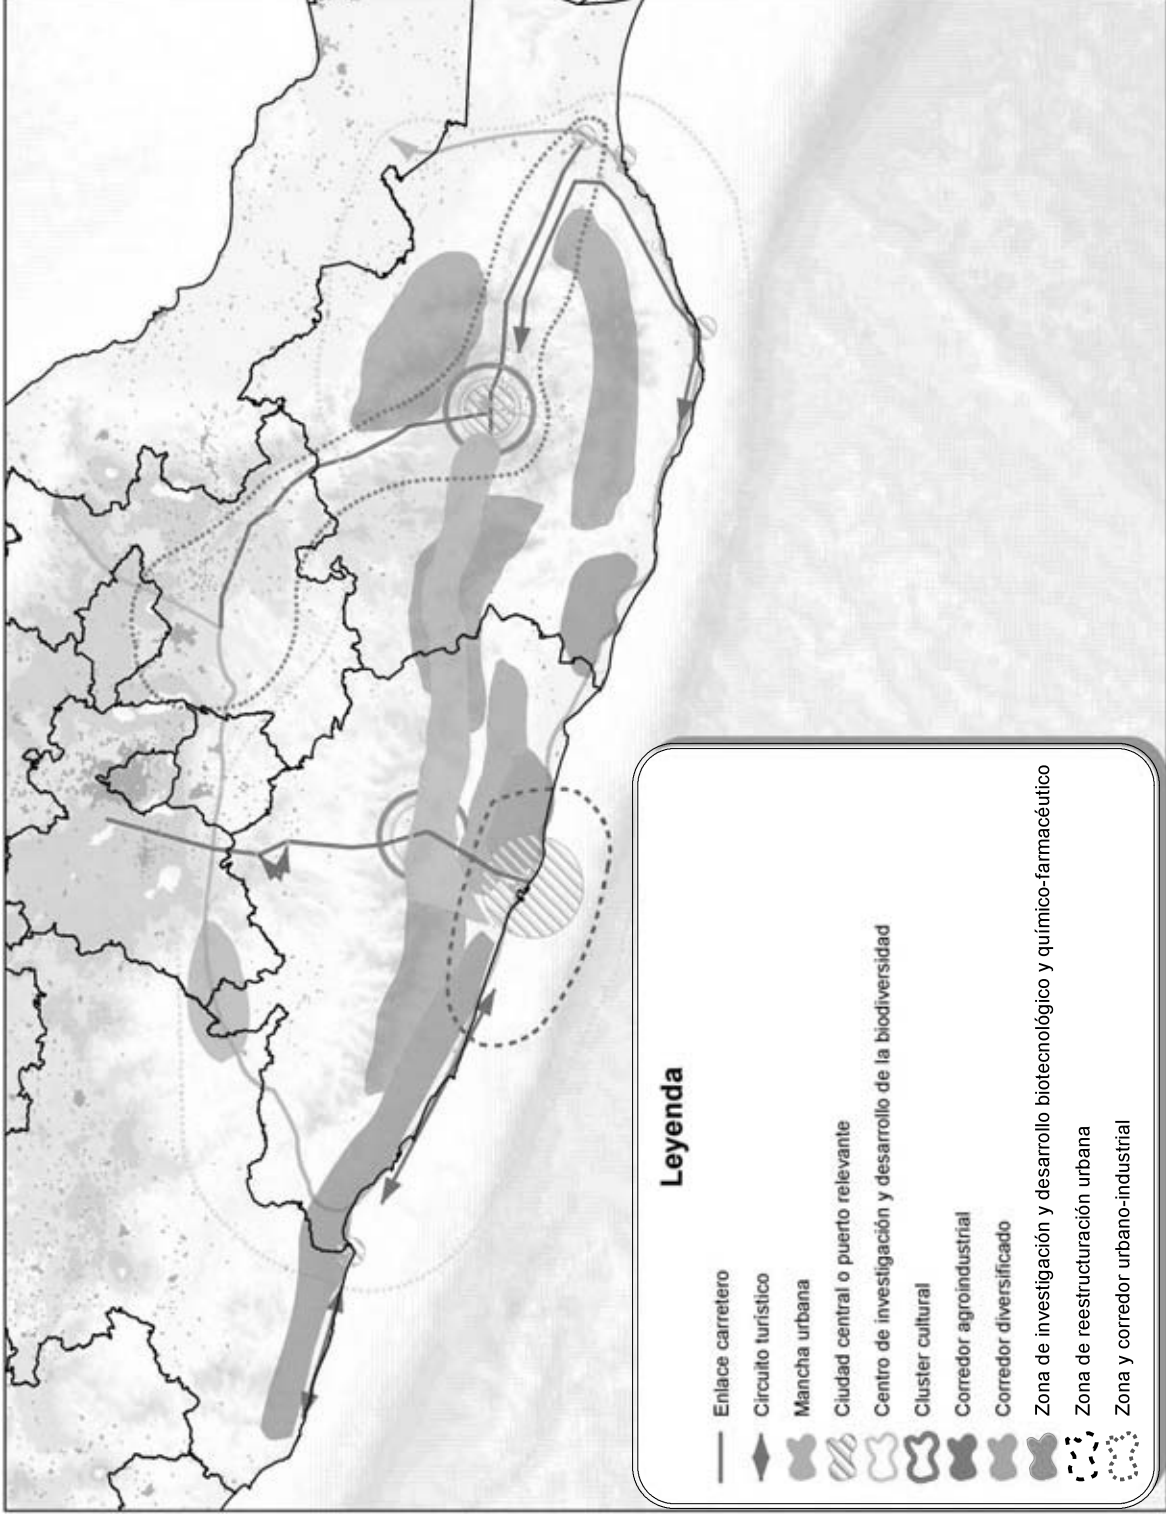 Leyenda
Enlace carretero
Circuito turístico
Mancha urbana
Ciudad central o puerto relevante
Centro de investigación y desarrollo de la biodiversidad
Cluster cultural
Corredor agroindustrial
Corredor diversificado
Zona de investigación y desarrollo biotecnológico y químico-farmacéutico
Zona de reestructuración urbana
Zona y corredor urbano-industrial